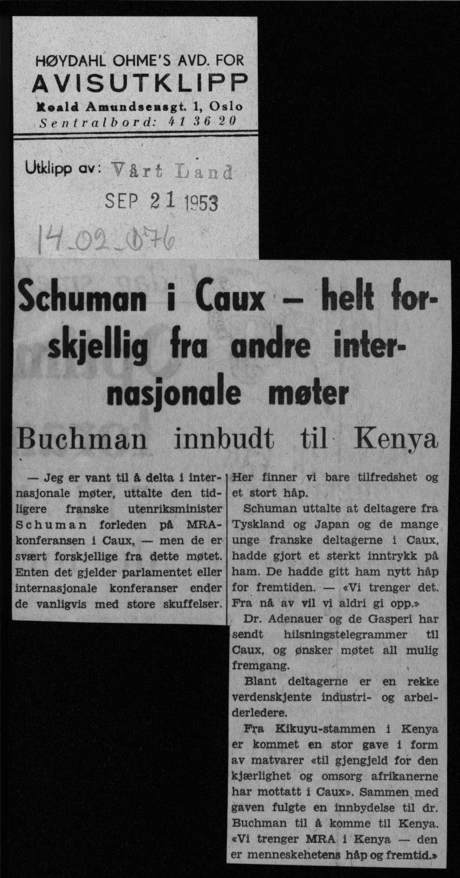 HØYDAHL OHME'S AVD. FOR
AVISUTKLIPP
Roald Amundsensgt. 1, Oslo
Sentralbord: 41 36 20
Utklipp av: Vårt Land
SEP 21 1953
14-02-076
Schuman i Caux – helt for-
skjellig fra andre inter-
nasjonale møter
Buchman innbudt til Kenya
— Jeg er vant til å delta i inter-
nasjonale møter, uttalte den tid-
ligere franske utenriksminister
Schuman forleden på MRA-
konferansen i Caux, — men de er
svært forskjellige fra dette møtet.
Enten det gjelder parlamentet eller
internasjonale konferanser ender
de vanligvis med store skuffelser.
Her finner vi bare tilfredshet og
et stort håp.
Schuman uttalte at deltagere fra
Tyskland og Japan og de mange
unge franske deltagerne i Caux,
hadde gjort et sterkt inntrykk på
ham. De hadde gitt ham nytt håp
for fremtiden. — «Vi trenger det.
Fra nå av vil vi aldri gi opp.»
Dr. Adenauer og de Gasperi har
sendt hilsningstelegrammer til
Caux, og ønsker møtet all mulig
fremgang.
Blant deltagerne er en rekke
verdenskjente industri- og arbei-
derledere.
Fra Kikuyu-stammen i Kenya
er kommet en stor gave i form
av matvarer «til gjengjeld for den
kjærlighet og omsorg afrikanerne
har mottatt i Caux». Sammen med
gaven fulgte en innbydelse til dr.
Buchman til å komme til Kenya.
«Vi trenger MRA i Kenya — den
er menneskehetens håp og fremtid.»